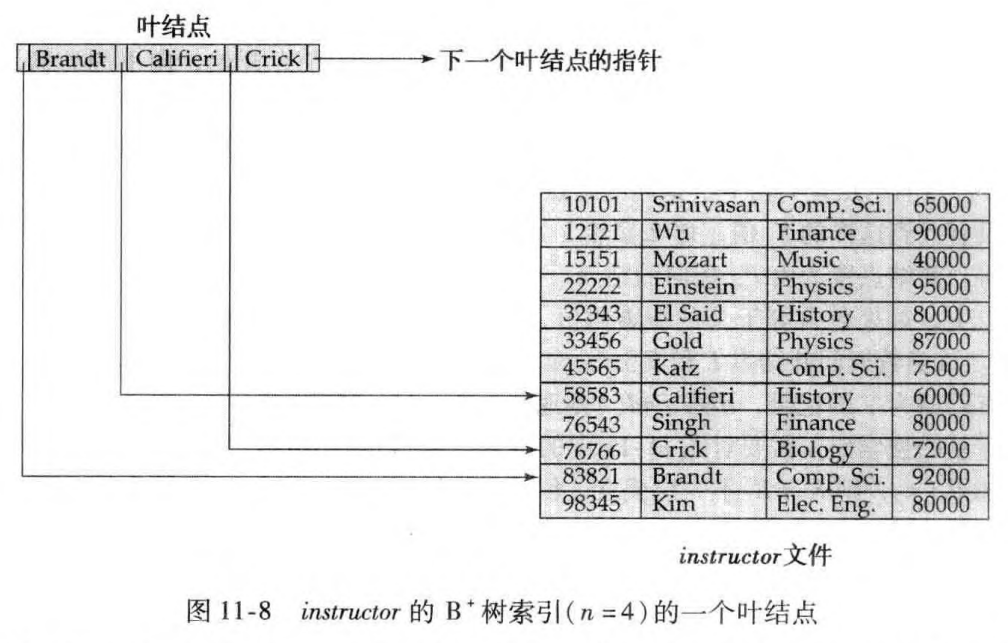 叶结点
Brandt Califieri Crick 下一个叶结点的指针
10101 Srinivasan Comp. Sci. 65000
12121 Wu Finance 90000
15151 Mozart Music 40000
22222 Einstein Physics 95000
32343 El Said History 80000
33456 Gold Physics 87000
45565 Katz Comp. Sci. 75000
58583 Califieri History 60000
76543 Singh Finance 80000
76766 Crick Biology 72000
83821 Brandt Comp. Sci. 92000
98345 Kim Elec. Eng. 80000
instructor文件
图 11-8 instructor 的 B⁺树索引(n=4)的一个叶结点